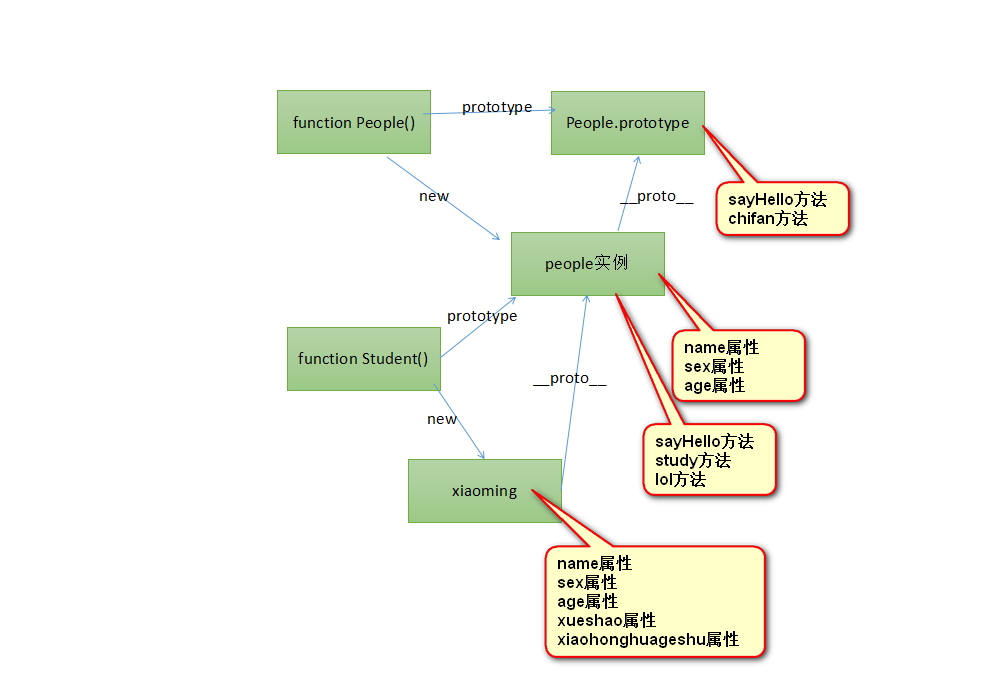 function People()
prototype
People.prototype
sayHello方法
chifan方法
new
__proto__
people实例
name属性
sex属性
age属性
prototype
function Student()
__proto__
new
sayHello方法
study方法
lol方法
xiaoming
name属性
sex属性
age属性
xueshao属性
xiaohonghuageshu属性